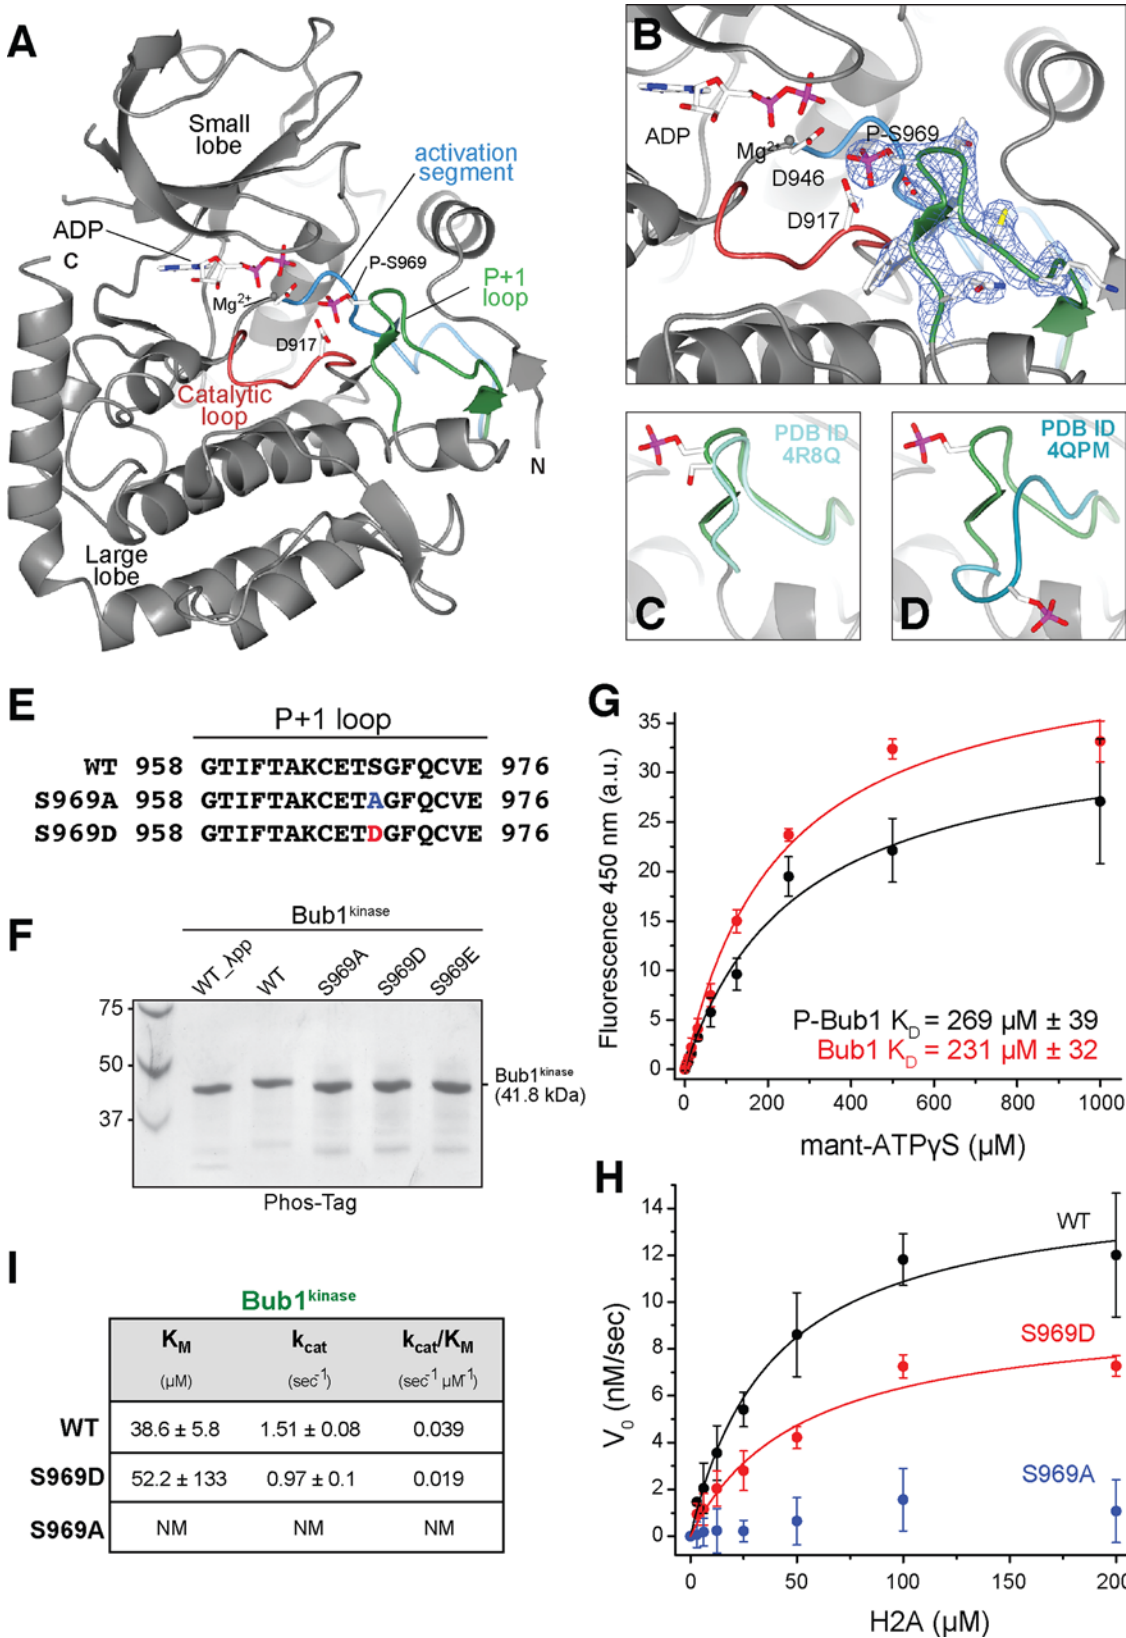 A
Small
lobe
activation
segment
ADP
C
P-S969
P+1
loop
Mg²⁺
D917
Catalytic
loop
N
Large
lobe
B
ADP
P-S969
Mg²⁺
D946
D917
PDB ID
4R8Q
C
PDB ID
4QPM
D
E
P+1 loop
WT 958 GTIFTAKCETSGFQCVE 976
S969A 958 GTIFTAKCETAGFQCVE 976
S969D 958 GTIFTAKCETDGFQCVE 976
F
Bub1kinase
WT_λpp
WT
S969A
S969D
S969E
75
50
37
Bub1kinase
(41.8 kDa)
Phos-Tag
G
Fluorescence 450 nm (a.u.)
35
30
25
20
15
10
5
0
P-Bub1 K_D = 269 µM ± 39
Bub1 K_D = 231 µM ± 32
0 200 400 600 800 1000
mant-ATPγS (µM)
H
V₀ (nM/sec)
14
12
10
8
6
4
2
0
WT
S969D
S969A
0 50 100 150 200
H2A (µM)
I
Bub1kinase
K_M k_cat k_cat/K_M
(µM) (sec⁻¹) (sec⁻¹ µM⁻¹)
WT 38.6 ± 5.8 1.51 ± 0.08 0.039
S969D 52.2 ± 133 0.97 ± 0.1 0.019
S969A NM NM NM